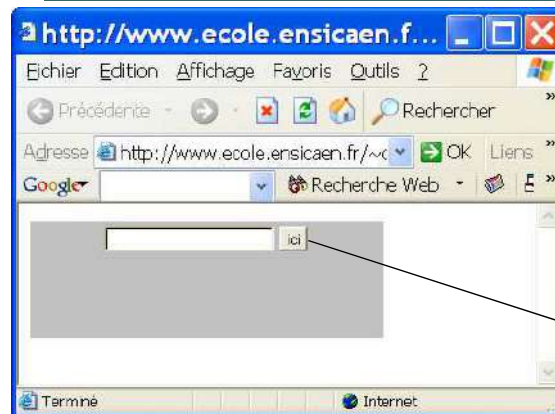 http://www.ecole.ensicaen.f...
Fichier Edition Affichage Favoris Outils ?
Précédente Rechercher »
Adresse http://www.ecole.ensicaen.fr/~c OK Liens »
Google Recherche Web »
ici
Terminé Internet